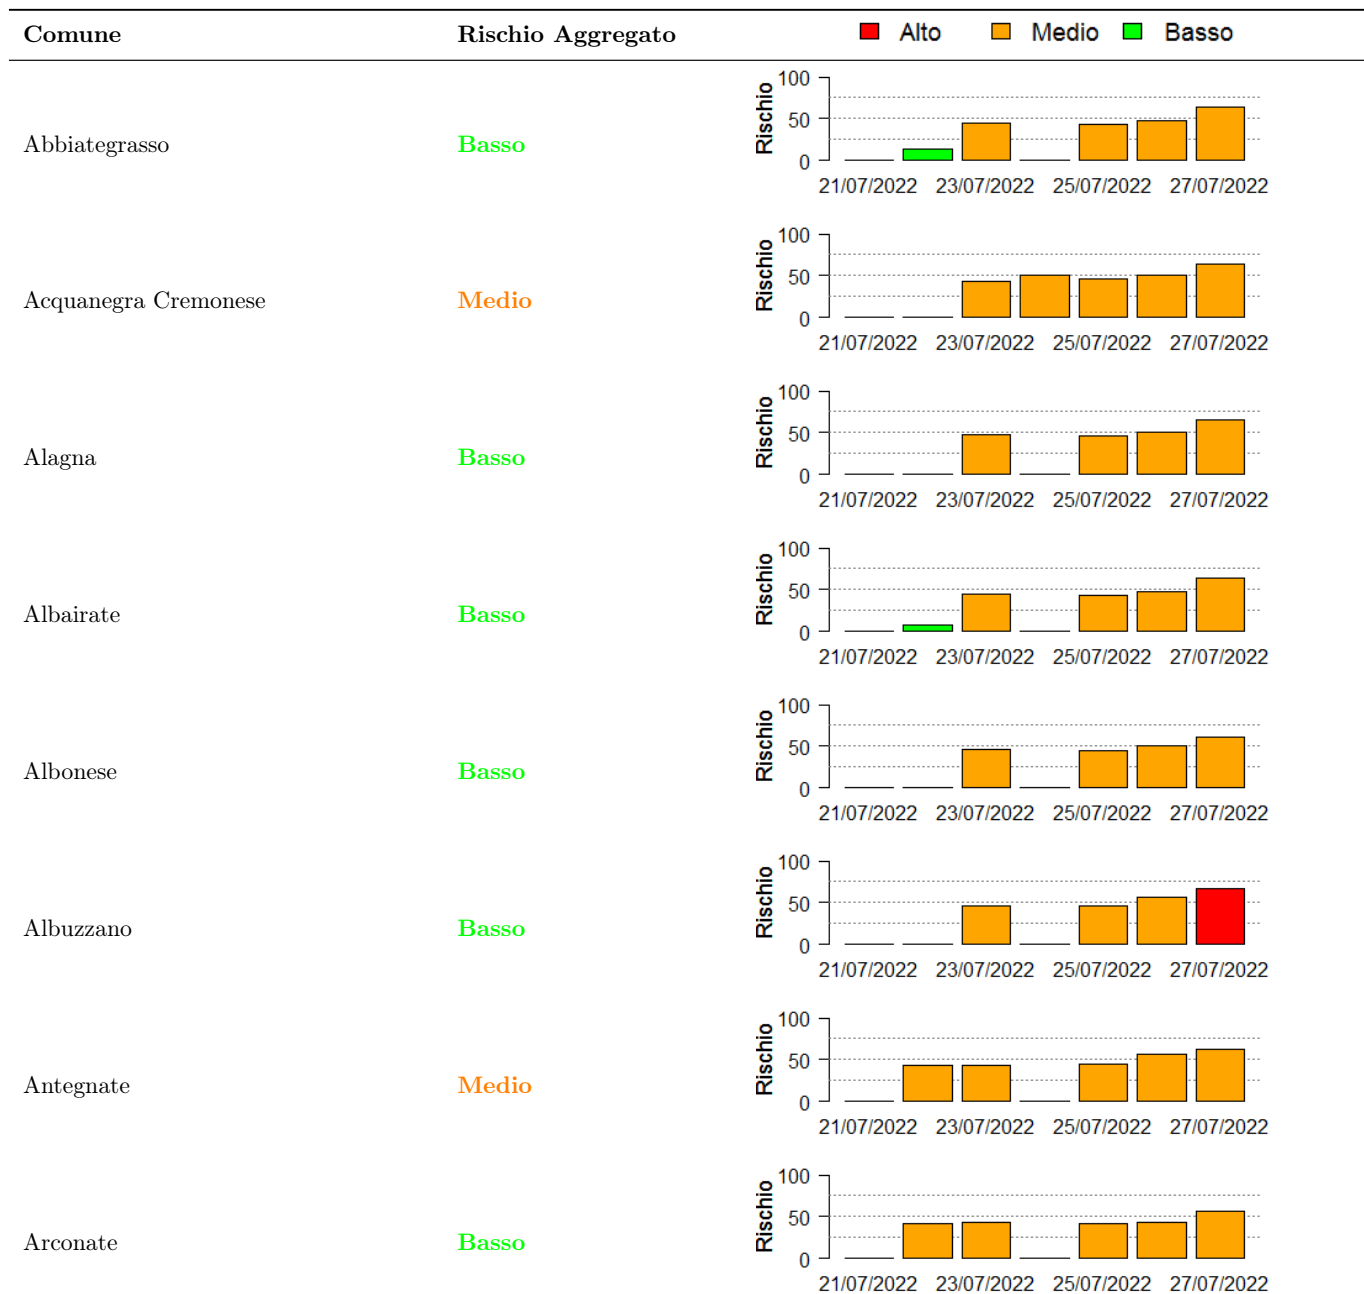 Comune Rischio Aggregato Alto Medio Basso
Abbiategrasso Basso
Rischio
100
50
0
21/07/2022 23/07/2022 25/07/2022 27/07/2022
Acquanegra Cremonese Medio
Rischio
100
50
0
21/07/2022 23/07/2022 25/07/2022 27/07/2022
Alagna Basso
Rischio
100
50
0
21/07/2022 23/07/2022 25/07/2022 27/07/2022
Albairate Basso
Rischio
100
50
0
21/07/2022 23/07/2022 25/07/2022 27/07/2022
Albonese Basso
Rischio
100
50
0
21/07/2022 23/07/2022 25/07/2022 27/07/2022
Albuzzano Basso
Rischio
100
50
0
21/07/2022 23/07/2022 25/07/2022 27/07/2022
Antegnate Medio
Rischio
100
50
0
21/07/2022 23/07/2022 25/07/2022 27/07/2022
Arconate Basso
Rischio
100
50
0
21/07/2022 23/07/2022 25/07/2022 27/07/2022